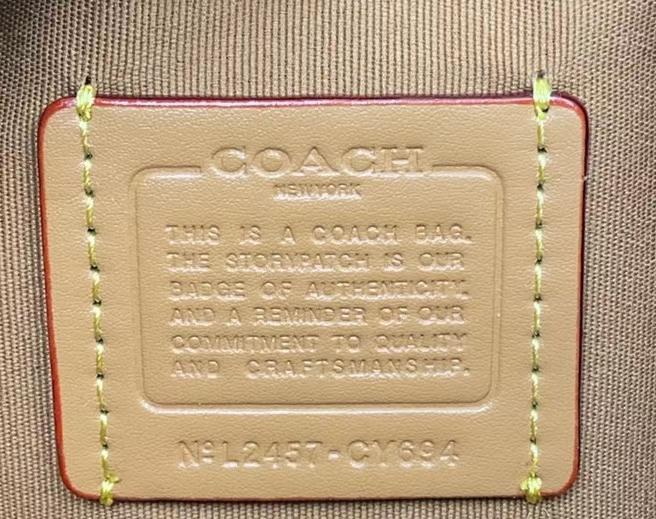 COACH
NEW YORK
THIS IS A COACH BAG.
THE STORYPATCH IS OUR
BADGE OF AUTHENTICITY,
AND A REMINDER OF OUR
COMMITMENT TO QUALITY
AND CRAFTSMANSHIP.
Nº L2457-CY694